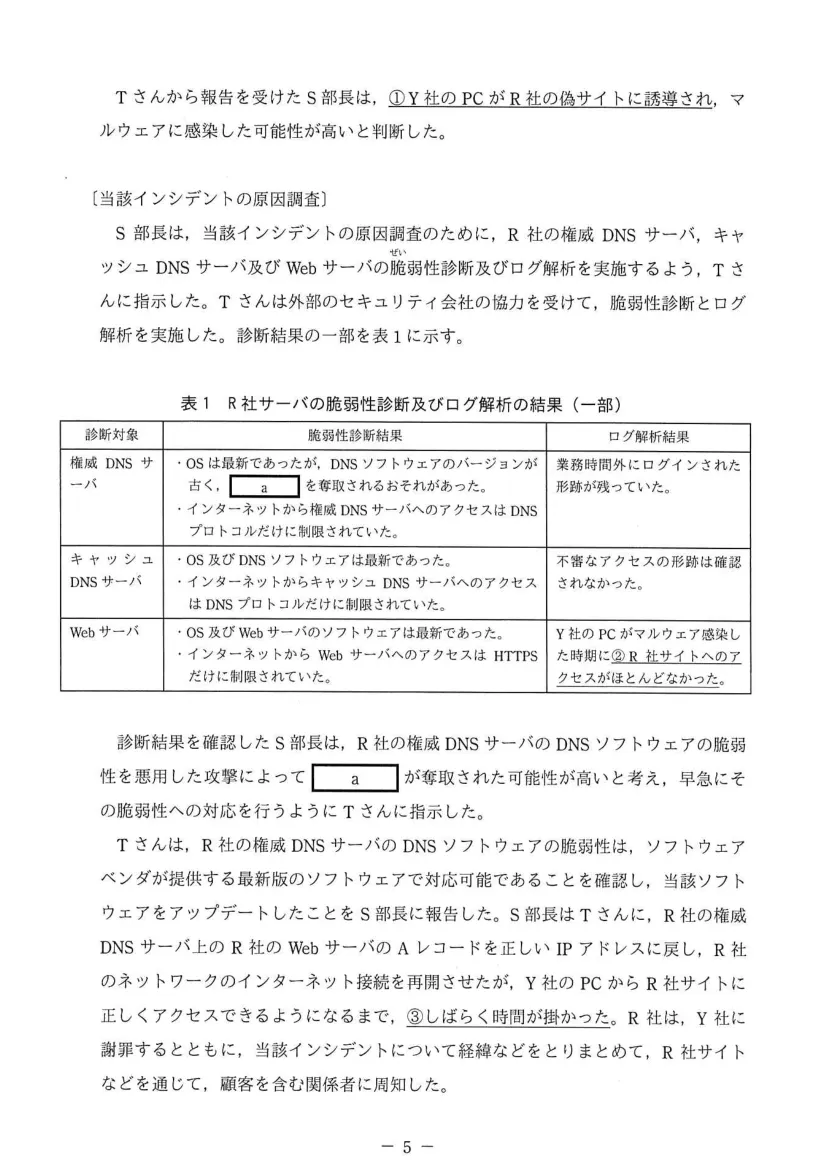 Tさんから報告を受けたS部長は，①Y社のPCがR社の偽サイトに誘導され，マ
ルウェアに感染した可能性が高いと判断した。
〔当該インシデントの原因調査〕
S部長は，当該インシデントの原因調査のために，R社の権威DNSサーバ，キャ
ぜい
ッシュDNSサーバ及びWebサーバの脆弱性診断及びログ解析を実施するよう，Tさ
んに指示した。Tさんは外部のセキュリティ会社の協力を受けて，脆弱性診断とログ
解析を実施した。診断結果の一部を表1に示す。
表1　R社サーバの脆弱性診断及びログ解析の結果（一部）
診断対象
脆弱性診断結果
ログ解析結果
権威DNSサ
ーバ
・OSは最新であったが，DNSソフトウェアのバージョンが
古く， a を奪取されるおそれがあった。
・インターネットから権威DNSサーバへのアクセスはDNS
プロトコルだけに制限されていた。
業務時間外にログインされた
形跡が残っていた。
キャッシュ
DNSサーバ
・OS及びDNSソフトウェアは最新であった。
・インターネットからキャッシュDNSサーバへのアクセス
はDNSプロトコルだけに制限されていた。
不審なアクセスの形跡は確認
されなかった。
Webサーバ
・OS及びWebサーバのソフトウェアは最新であった。
・インターネットからWebサーバへのアクセスはHTTPS
だけに制限されていた。
Y社のPCがマルウェア感染し
た時期に②R社サイトへのア
クセスがほとんどなかった。
診断結果を確認したS部長は，R社の権威DNSサーバのDNSソフトウェアの脆弱
性を悪用した攻撃によって a が奪取された可能性が高いと考え，早急にそ
の脆弱性への対応を行うようにTさんに指示した。
Tさんは，R社の権威DNSサーバのDNSソフトウェアの脆弱性は，ソフトウェア
ベンダが提供する最新版のソフトウェアで対応可能であることを確認し，当該ソフト
ウェアをアップデートしたことをS部長に報告した。S部長はTさんに，R社の権威
DNSサーバ上のR社のWebサーバのAレコードを正しいIPアドレスに戻し，R社
のネットワークのインターネット接続を再開させたが，Y社のPCからR社サイトに
正しくアクセスできるようになるまで，③しばらく時間が掛かった。R社は，Y社に
謝罪するとともに，当該インシデントについて経緯などをとりまとめて，R社サイト
などを通じて，顧客を含む関係者に周知した。
－ 5 －